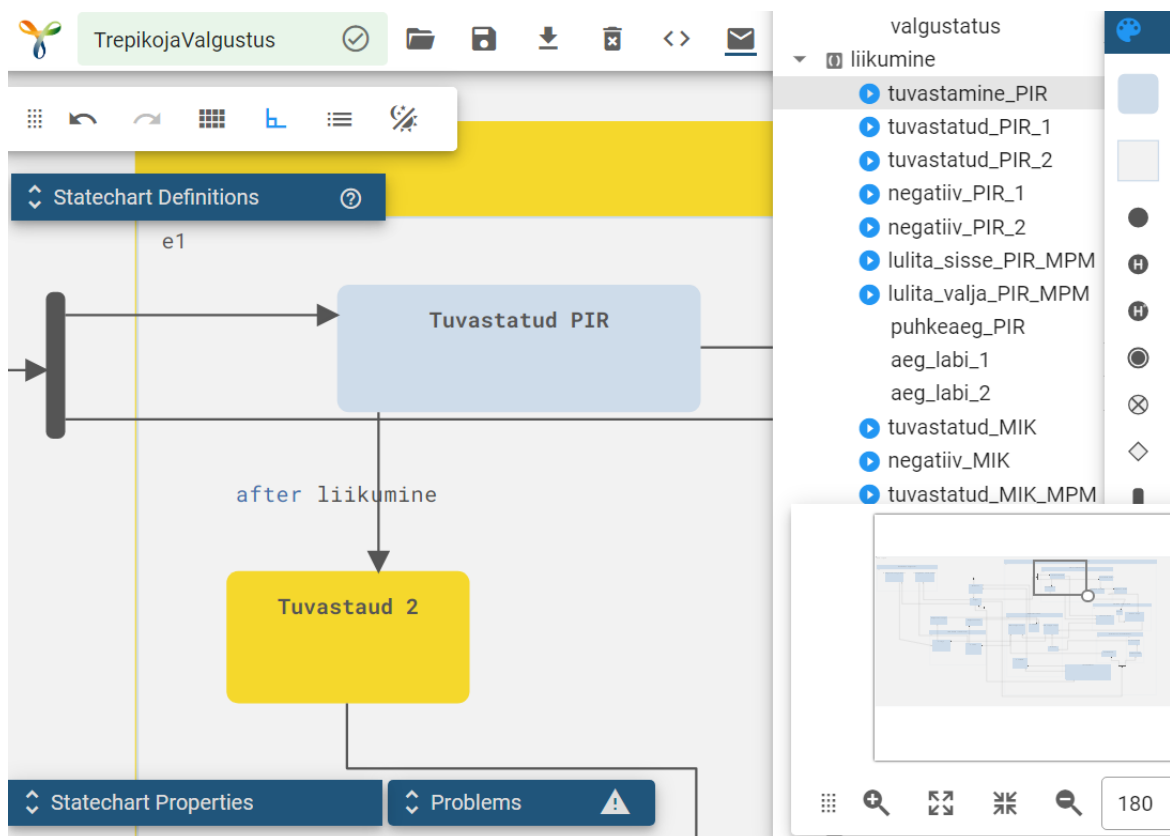 TrepikojaValgustus
Statechart Definitions
e1
Tuvastatud PIR
after liikumine
Tuvastaud 2
Statechart Properties
Problems
valgustatus
liikumine
tuvastamine_PIR
tuvastatud_PIR_1
tuvastatud_PIR_2
negatiiv_PIR_1
negatiiv_PIR_2
lulita_sisse_PIR_MPM
lulita_valja_PIR_MPM
puhkeaeg_PIR
aeg_labi_1
aeg_labi_2
tuvastatud_MIK
negatiiv_MIK
tuvastatud_MIK_MPM
H
H
180